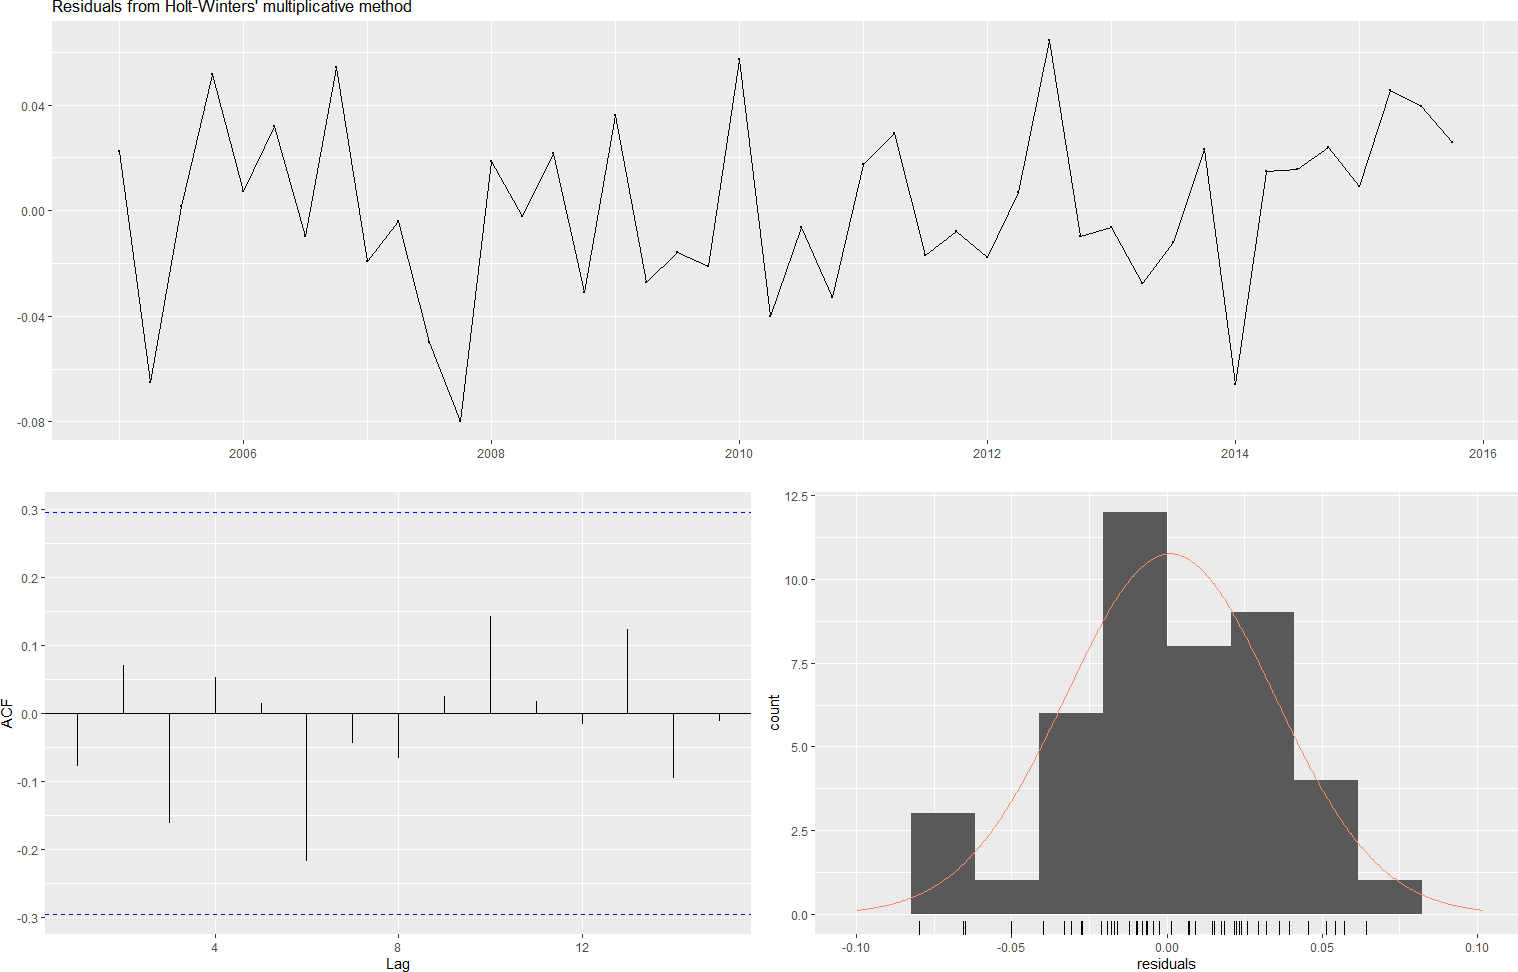 Residuals from Holt-Winters' multiplicative method
0.04
0.00
-0.04
-0.08
2006 2008 2010 2012 2014 2016
ACF
0.3
0.2
0.1
0.0
-0.1
-0.2
-0.3
4 8 12
Lag
count
12.5
10.0
7.5
5.0
2.5
0.0
-0.10 -0.05 0.00 0.05 0.10
residuals